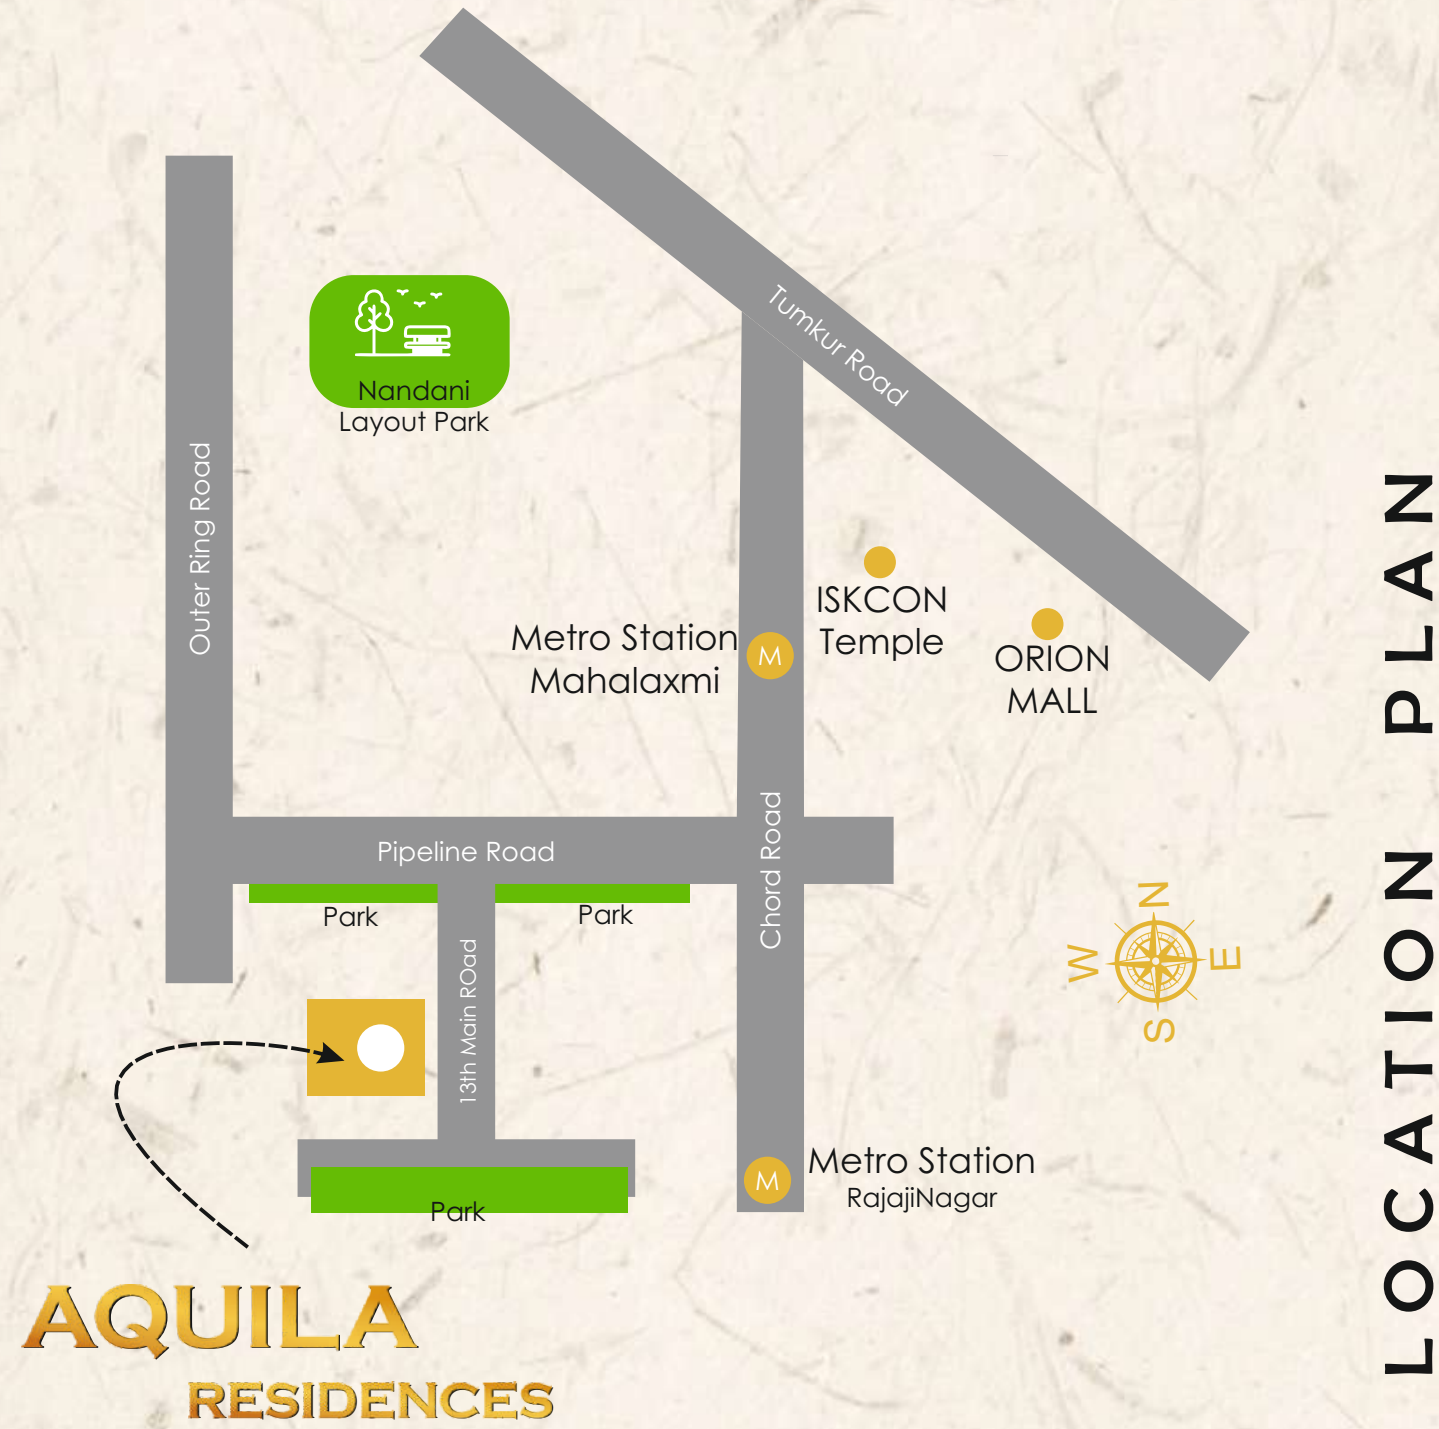 Tumkur Road
Nandani
Layout Park
Outer Ring Road
ISKCON
Temple
Metro Station
Mahalaxmi
M
ORION
MALL
Pipeline Road
Chord Road
Park
Park
13th Main ROad
N
W
E
S
Metro Station
RajajiNagar
M
Park
AQUILA
RESIDENCES
LOCATION PLAN